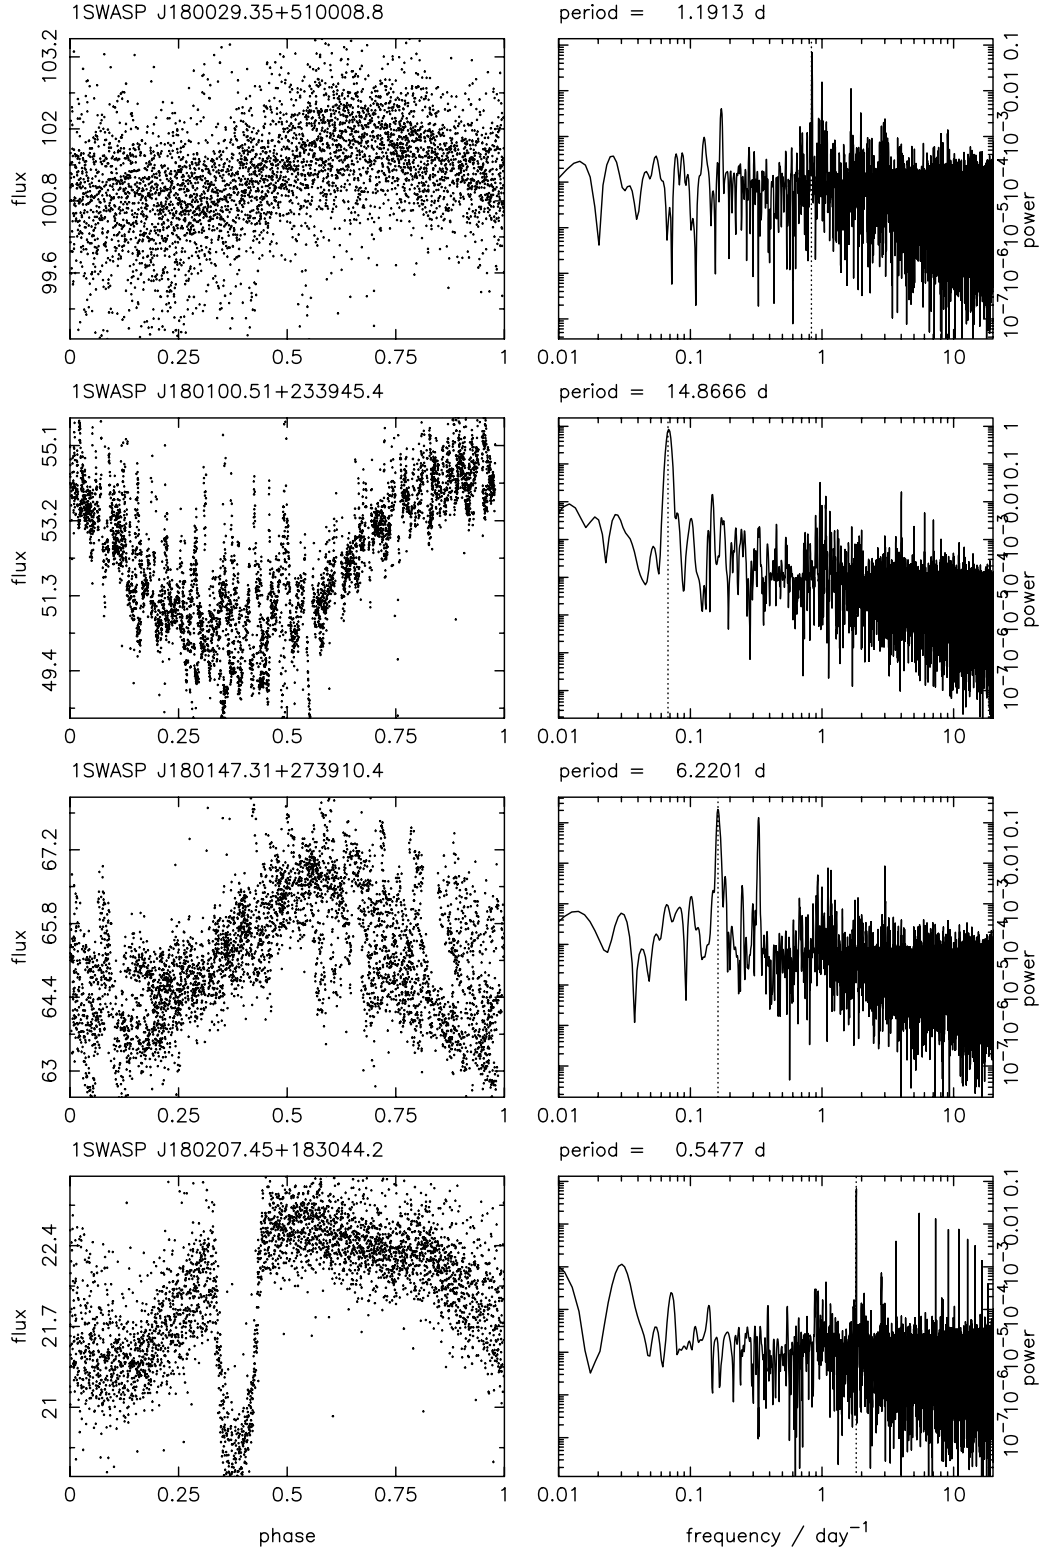 1SWASP J180029.35+510008.8 period = 1.1913 d
flux 103.2 102 100.8 99.6
0 0.25 0.5 0.75 1
power 0.1 0.01 10⁻³ 10⁻⁴ 10⁻⁵ 10⁻⁶ 10⁻⁷
0.01 0.1 1 10
1SWASP J180100.51+233945.4 period = 14.8666 d
flux 55.1 53.2 51.3 49.4
0 0.25 0.5 0.75 1
power 1 0.1 0.01 10⁻³ 10⁻⁴ 10⁻⁵ 10⁻⁶ 10⁻⁷
0.01 0.1 1 10
1SWASP J180147.31+273910.4 period = 6.2201 d
flux 67.2 65.8 64.4 63
0 0.25 0.5 0.75 1
power 0.1 0.01 10⁻³ 10⁻⁴ 10⁻⁵ 10⁻⁶ 10⁻⁷
0.01 0.1 1 10
1SWASP J180207.45+183044.2 period = 0.5477 d
flux 22.4 21.7 21
0 0.25 0.5 0.75 1
power 0.1 0.01 10⁻³ 10⁻⁴ 10⁻⁵ 10⁻⁶ 10⁻⁷
0.01 0.1 1 10
phase frequency / day⁻¹